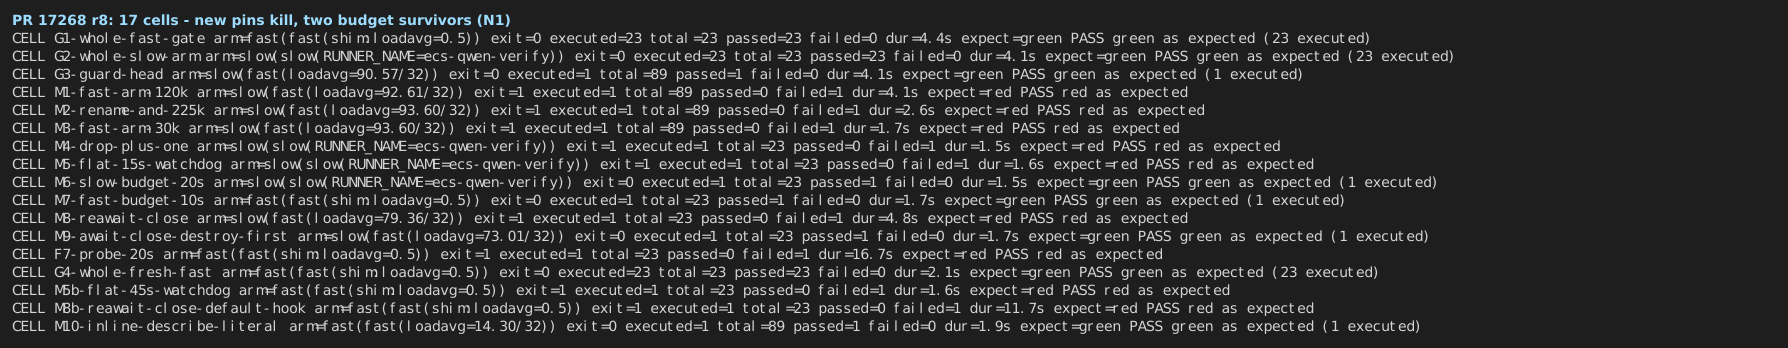 PR 17268 r8: 17 cells - new pins kill, two budget survivors (N1)
CELL G1-whole-fast-gate arm=fast(fast(shim:loadavg=0.5)) exit=0 executed=23 total=23 passed=23 failed=0 dur=4.4s expect=green PASS green as expected (23 executed)
CELL G2-whole-slow-arm arm=slow(slow(RUNNER_NAME=ecs-qwen-verify)) exit=0 executed=23 total=23 passed=23 failed=0 dur=4.1s expect=green PASS green as expected (23 executed)
CELL G3-guard-head arm=slow(fast(loadavg=90.57/32)) exit=0 executed=1 total=89 passed=1 failed=0 dur=4.1s expect=green PASS green as expected (1 executed)
CELL M1-fast-arm-120k arm=slow(fast(loadavg=92.61/32)) exit=1 executed=1 total=89 passed=0 failed=1 dur=4.1s expect=red PASS red as expected
CELL M2-rename-and-225k arm=slow(fast(loadavg=93.60/32)) exit=1 executed=1 total=89 passed=0 failed=1 dur=2.6s expect=red PASS red as expected
CELL M3-fast-arm-30k arm=slow(fast(loadavg=93.60/32)) exit=1 executed=1 total=89 passed=0 failed=1 dur=1.7s expect=red PASS red as expected
CELL M4-drop-plus-one arm=slow(slow(RUNNER_NAME=ecs-qwen-verify)) exit=1 executed=1 total=23 passed=0 failed=1 dur=1.5s expect=red PASS red as expected
CELL M5-flat-15s-watchdog arm=slow(slow(RUNNER_NAME=ecs-qwen-verify)) exit=1 executed=1 total=23 passed=0 failed=1 dur=1.6s expect=red PASS red as expected
CELL M6-slow-budget-20s arm=slow(slow(RUNNER_NAME=ecs-qwen-verify)) exit=0 executed=1 total=23 passed=1 failed=0 dur=1.5s expect=green PASS green as expected (1 executed)
CELL M7-fast-budget-10s arm=fast(fast(shim:loadavg=0.5)) exit=0 executed=1 total=23 passed=1 failed=0 dur=1.7s expect=green PASS green as expected (1 executed)
CELL M8-reawait-close arm=slow(fast(loadavg=79.36/32)) exit=1 executed=1 total=23 passed=0 failed=1 dur=4.8s expect=red PASS red as expected
CELL M9-await-close-destroy-first arm=slow(fast(loadavg=73.01/32)) exit=0 executed=1 total=23 passed=1 failed=0 dur=1.7s expect=green PASS green as expected (1 executed)
CELL F7-probe-20s arm=fast(fast(shim:loadavg=0.5)) exit=1 executed=1 total=23 passed=0 failed=1 dur=16.7s expect=red PASS red as expected
CELL G4-whole-fresh-fast arm=fast(fast(shim:loadavg=0.5)) exit=0 executed=23 total=23 passed=23 failed=0 dur=2.1s expect=green PASS green as expected (23 executed)
CELL M5b-flat-45s-watchdog arm=fast(fast(shim:loadavg=0.5)) exit=1 executed=1 total=23 passed=0 failed=1 dur=1.6s expect=red PASS red as expected
CELL M8b-reawait-close-default-hook arm=fast(fast(shim:loadavg=0.5)) exit=1 executed=1 total=23 passed=0 failed=1 dur=11.7s expect=red PASS red as expected
CELL M10-inline-describe-literal arm=fast(fast(loadavg=14.30/32)) exit=0 executed=1 total=89 passed=1 failed=0 dur=1.9s expect=green PASS green as expected (1 executed)